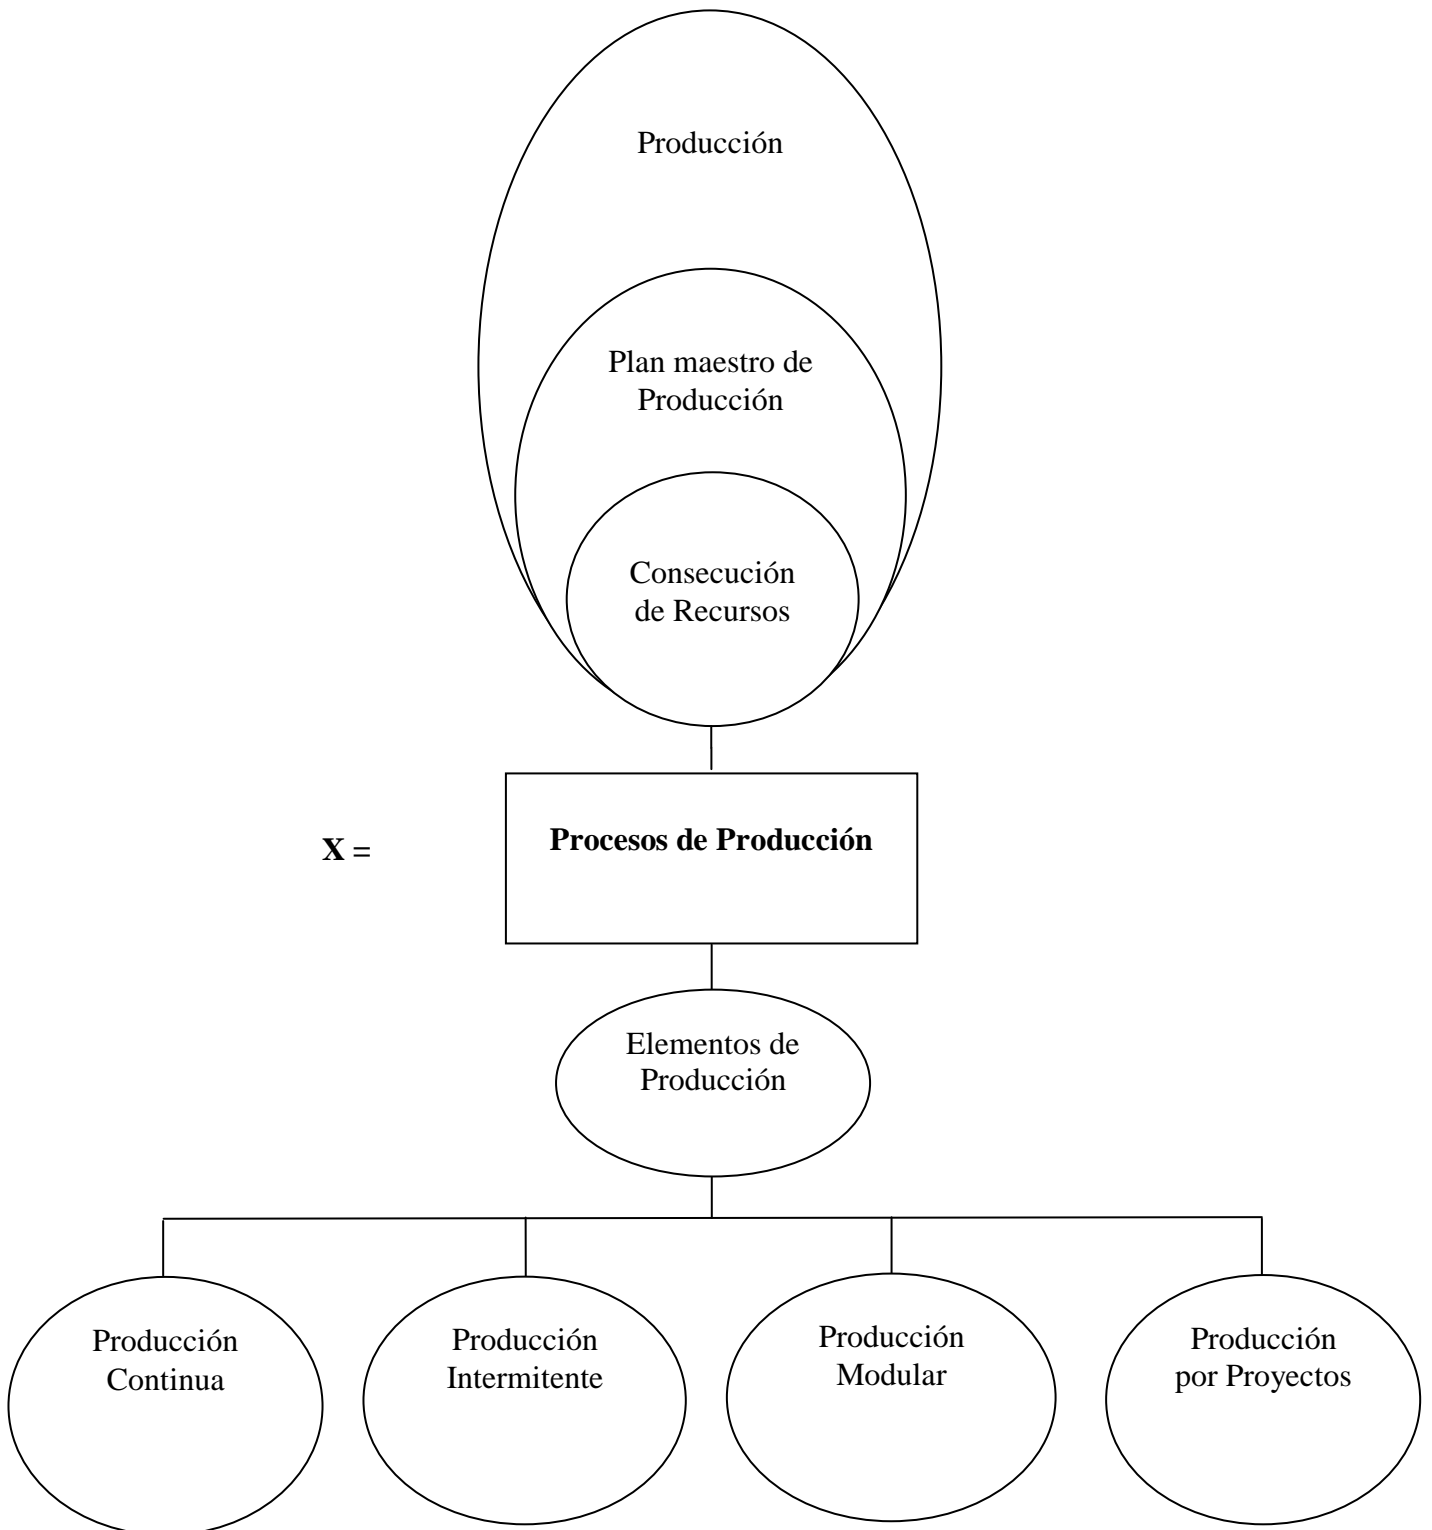 Producción
Plan maestro de
Producción
Consecución
de Recursos
X =
Procesos de Producción
Elementos de
Producción
Producción
Continua
Producción
Intermitente
Producción
Modular
Producción
por Proyectos